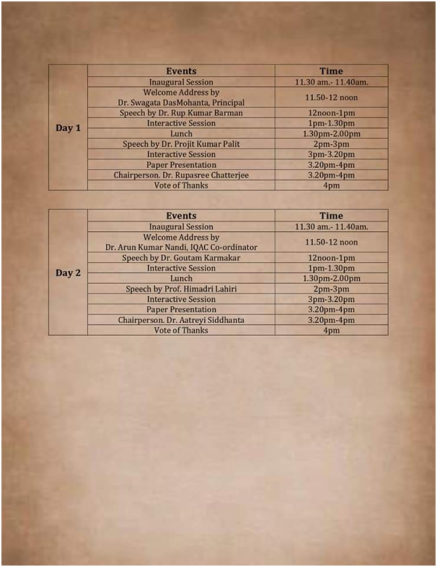 Day 1
Events Time
Inaugural Session 11.30 am.- 11.40am.
Welcome Address by
Dr. Swagata DasMohanta, Principal 11.50-12 noon
Speech by Dr. Rup Kumar Barman 12noon-1pm
Interactive Session 1pm-1.30pm
Lunch 1.30pm-2.00pm
Speech by Dr. Projit Kumar Palit 2pm-3pm
Interactive Session 3pm-3.20pm
Paper Presentation 3.20pm-4pm
Chairperson. Dr. Rupasree Chatterjee 3.20pm-4pm
Vote of Thanks 4pm
Day 2
Events Time
Inaugural Session 11.30 am.- 11.40am.
Welcome Address by
Dr. Arun Kumar Nandi, IQAC Co-ordinator 11.50-12 noon
Speech by Dr. Goutam Karmakar 12noon-1pm
Interactive Session 1pm-1.30pm
Lunch 1.30pm-2.00pm
Speech by Prof. Himadri Lahiri 2pm-3pm
Interactive Session 3pm-3.20pm
Paper Presentation 3.20pm-4pm
Chairperson. Dr. Aatreyi Siddhanta 3.20pm-4pm
Vote of Thanks 4pm